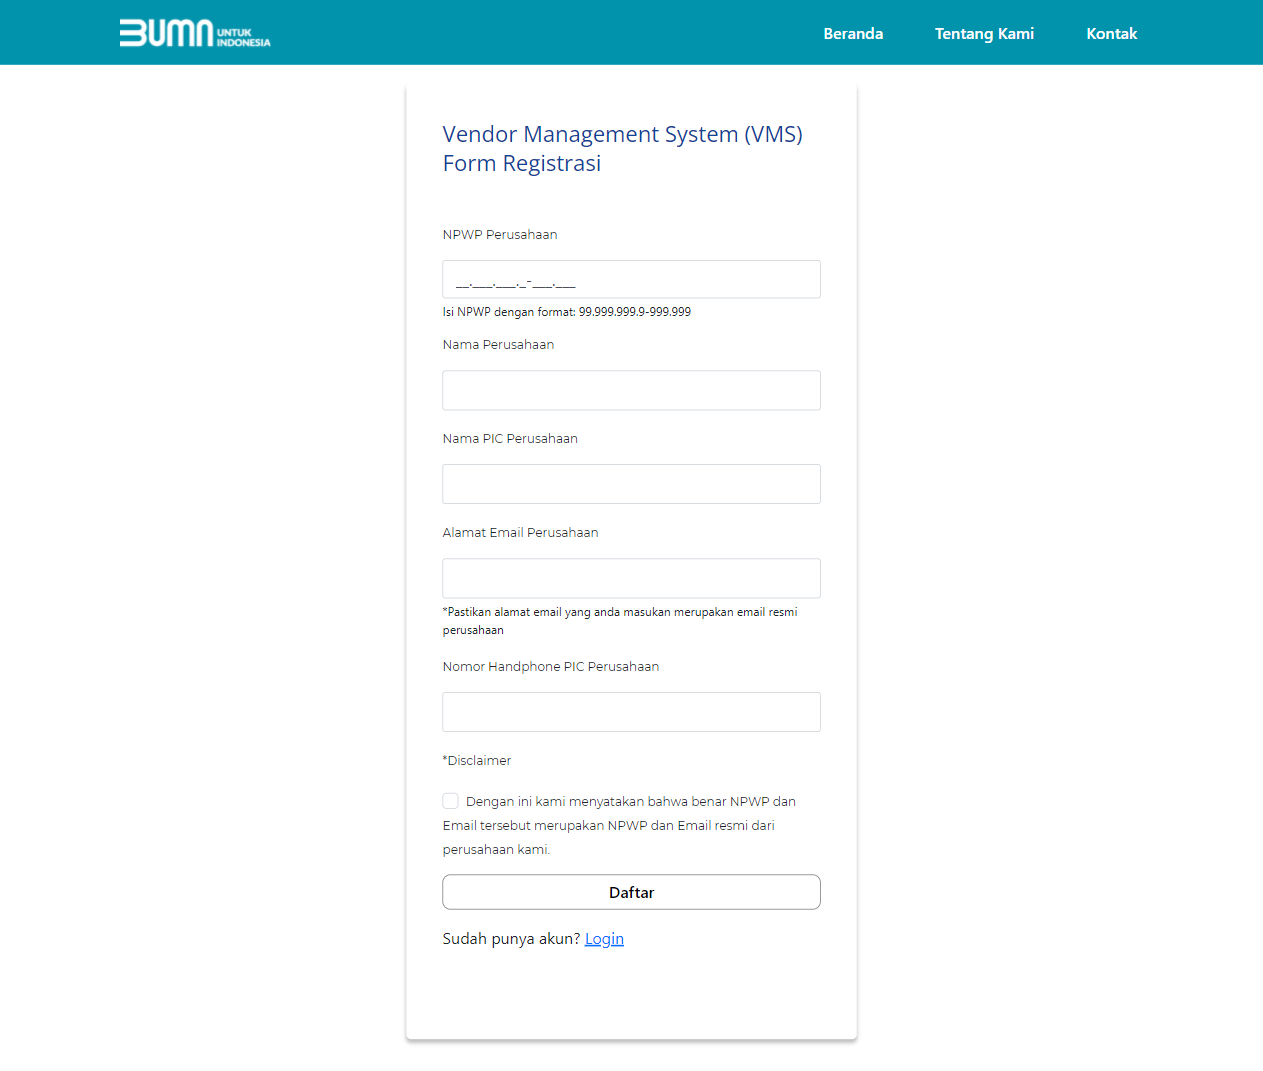 BUMN UNTUK INDONESIA
Beranda Tentang Kami Kontak
Vendor Management System (VMS)
Form Registrasi
NPWP Perusahaan
__.___.___._-___.___
Isi NPWP dengan format: 99.999.999.9-999.999
Nama Perusahaan
Nama PIC Perusahaan
Alamat Email Perusahaan
*Pastikan alamat email yang anda masukan merupakan email resmi
perusahaan
Nomor Handphone PIC Perusahaan
*Disclaimer
Dengan ini kami menyatakan bahwa benar NPWP dan
Email tersebut merupakan NPWP dan Email resmi dari
perusahaan kami.
Daftar
Sudah punya akun? Login